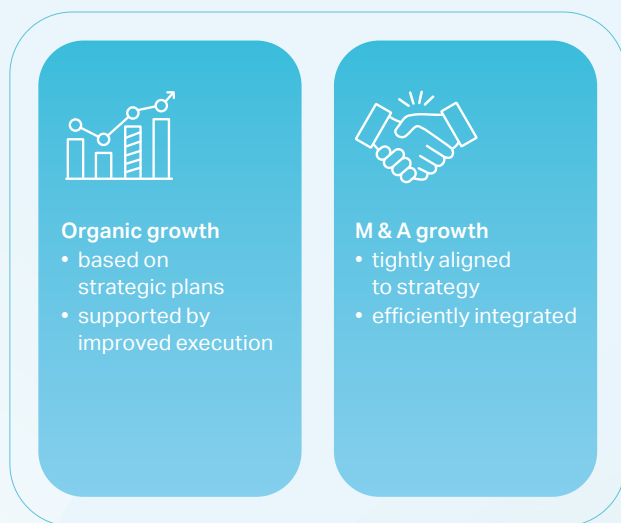 Organic growth
• based on
strategic plans
• supported by
improved execution
M & A growth
• tightly aligned
to strategy
• efficiently integrated